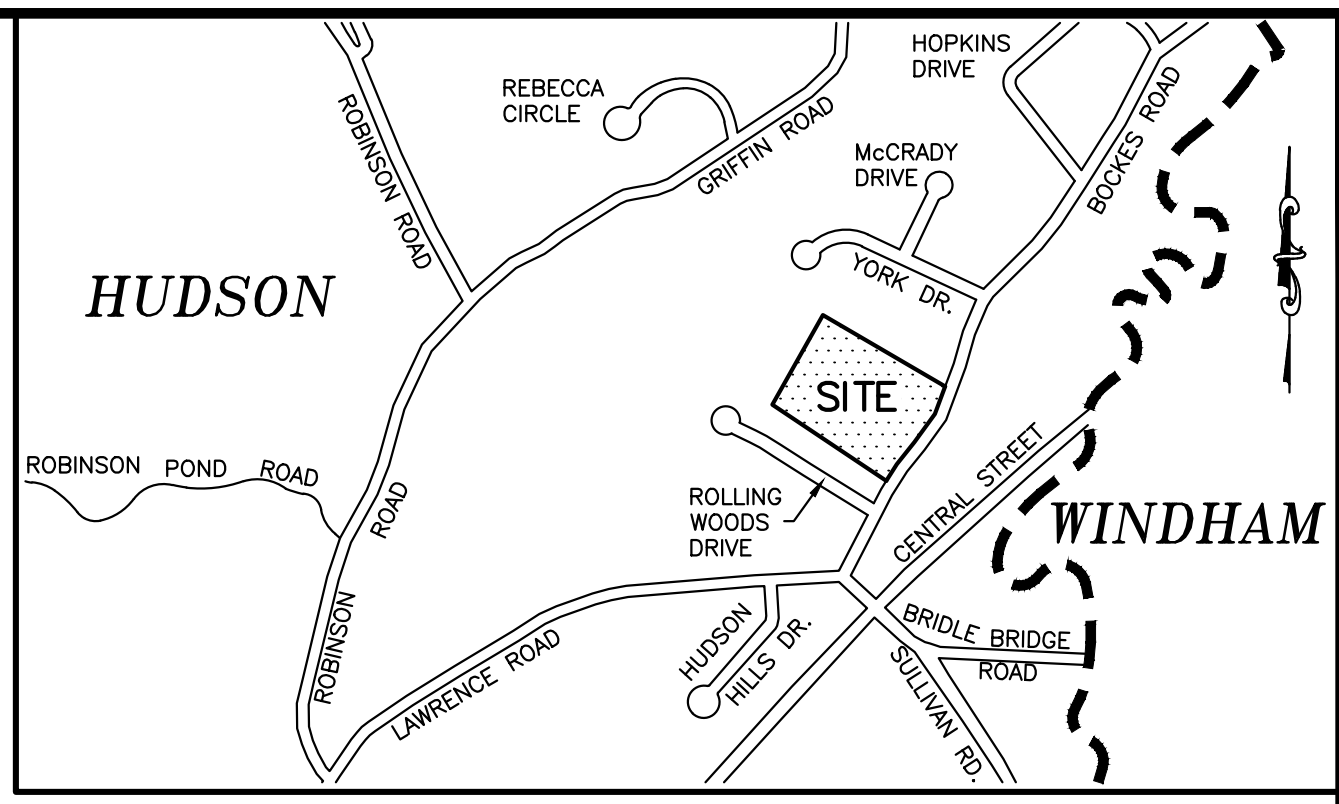 HOPKINS
DRIVE
REBECCA
CIRCLE
ROBINSON ROAD
GRIFFIN ROAD
BOCKES ROAD
McCRADY
DRIVE
YORK DR.
HUDSON
SITE
ROBINSON POND ROAD
ROAD
ROBINSON
ROLLING
WOODS
DRIVE
CENTRAL STREET
WINDHAM
LAWRENCE ROAD
HUDSON
HILLS DR.
BRIDLE BRIDGE
ROAD
SULLIVAN RD.